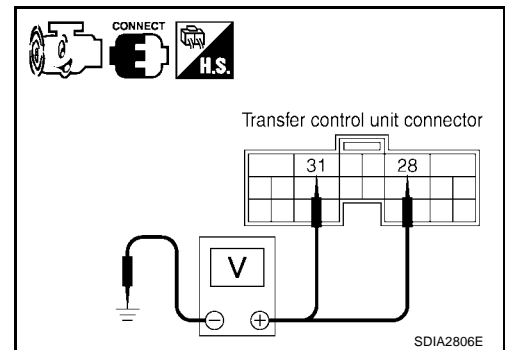 CONNECT
H.S.
Transfer control unit connector
31 28
V
− +
SDIA2806E